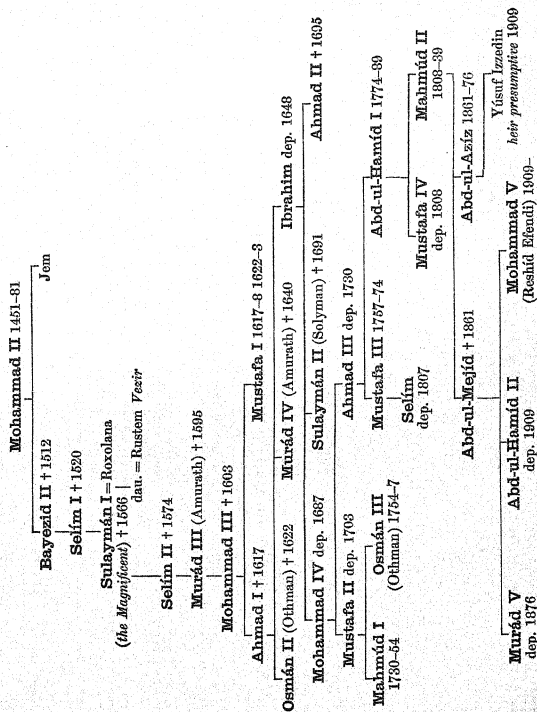 Mohammad II 1451–81
Bayezid II †1512
Jem
Selím I †1520
Sulaymán I = Roxolana
(the Magnificent) †1566
dau. = Rustem Vezir
Selím II †1574
Murád III (Amurath) †1595
Mohammad III †1603
Ahmad I †1617
Mustafa I 1617–8 1622–3
Osmán II (Othman) †1622
Murád IV (Amurath) †1640
Ibrahim dep. 1648
Mohammad IV dep. 1687
Sulaymán II (Solyman) †1691
Ahmad II †1695
Mustafa II dep. 1703
Ahmad III dep. 1730
Mahmúd I
1730–54
Osmán III
(Othman) 1754–7
Mustafa III 1757–74
Abd-ul-Hamíd I 1774–89
Selím
dep. 1807
Mustafa IV
dep. 1808
Mahmúd II
1808–39
Abd-ul-Mejíd †1861
Abd-ul-Azíz 1861–76
Murád V
dep. 1876
Abd-ul-Hamíd II
dep. 1909
Mohammad V
(Reshíd Efeudi) 1909–
Yúsuf Izzedin
heir presumptive 1909